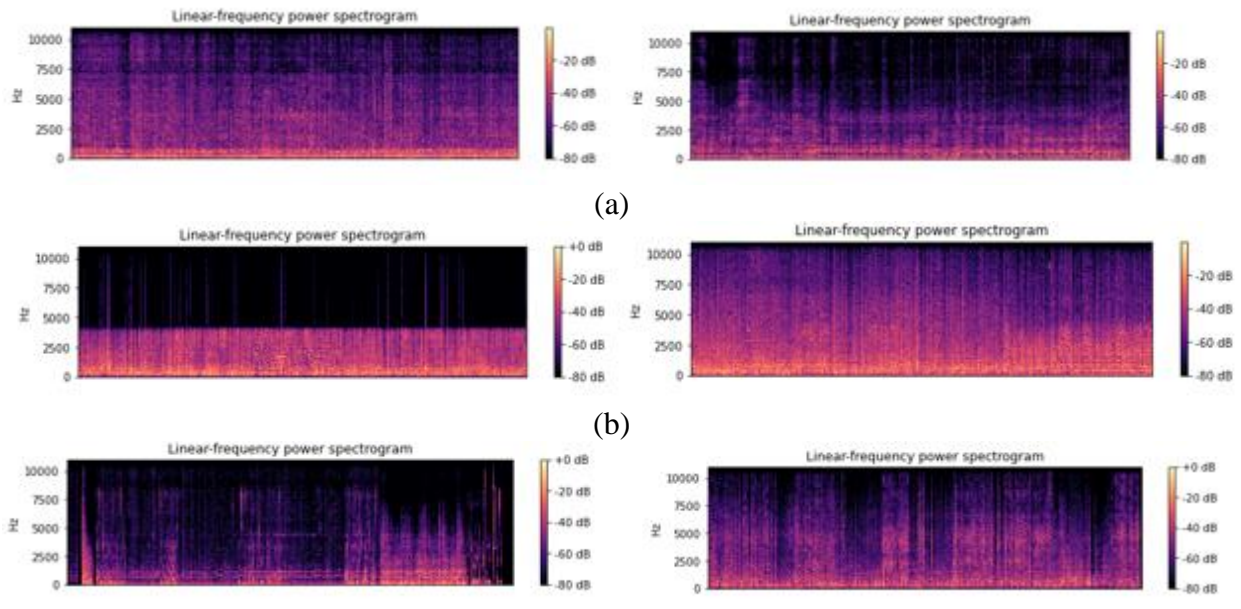 Linear-frequency power spectrogram
10000
7500
5000
2500
0
Hz
-20 dB
-40 dB
-60 dB
-80 dB
Linear-frequency power spectrogram
10000
7500
5000
2500
0
Hz
-20 dB
-40 dB
-60 dB
-80 dB
(a)
Linear-frequency power spectrogram
10000
7500
5000
2500
0
Hz
+0 dB
-20 dB
-40 dB
-60 dB
-80 dB
Linear-frequency power spectrogram
10000
7500
5000
2500
0
Hz
-20 dB
-40 dB
-60 dB
-80 dB
(b)
Linear-frequency power spectrogram
10000
7500
5000
2500
0
Hz
+0 dB
-20 dB
-40 dB
-60 dB
-80 dB
Linear-frequency power spectrogram
10000
7500
5000
2500
0
Hz
+0 dB
-20 dB
-40 dB
-60 dB
-80 dB